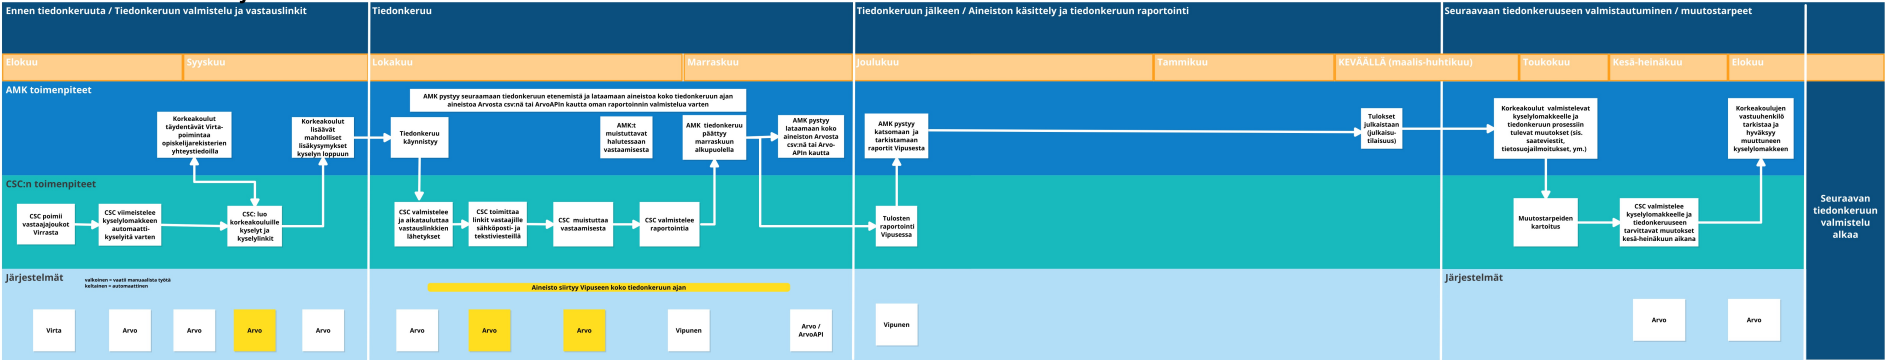 Ennen tiedonkeruuta / Tiedonkeruun valmistelu ja vastauslinkit
Tiedonkeruu
Tiedonkeruun jälkeen / Aineiston käsittely ja tiedonkeruun raportointi
Seuraavaan tiedonkeruuseen valmistautuminen / muutostarpeet
Elokuu
Syyskuu
Lokakuu
Marraskuu
Joulukuu
Tammikuu
KEVÄÄLLÄ (maalis-huhtikuu)
Toukokuu
Kesä-heinäkuu
Elokuu
AMK toimenpiteet
Korkeakoulut
täydentävät Virta-
poimintaa
opiskelijarekisterien
yhteystiedoilla
Korkeakoulut
lisäävät
mahdolliset
lisäkysymykset
kyselyn loppuun
AMK pystyy seuraamaan tiedonkeruun etenemistä ja lataamaan aineistoa koko tiedonkeruun ajan
aineistoa Arvosta csv:nä tai ArvoAPIn kautta oman raportoinnin valmistelua varten
Tiedonkeruu
käynnistyy
AMK:t
muistuttavat
halutessaan
vastaamisesta
AMK tiedonkeruu
päättyy
marraskuun
alkupuolella
AMK pystyy
lataamaan koko
aineiston Arvosta
csv:nä tai Arvo-
APIn kautta
AMK pystyy
katsomaan ja
tarkistamaan
raportit Vipusesta
Tulokset
julkaistaan
(julkaisu-
tilaisuus)
Korkeakoulut valmistelevat
kyselylomakkeelle ja
tiedonkeruun prosessiin
tulevat muutokset (sis.
saateviestit,
tietosuojailmoitukset, ym.)
Korkeakoulujen
vastuuhenkilö
tarkistaa ja
hyväksyy
muuttuneen
kyselylomakkeen
CSC:n toimenpiteet
CSC poimii
vastaajajoukot
Virrasta
CSC viimeistelee
kyselylomakkeen
automaatti-
kyselyitä varten
CSC: luo
korkeakouluille
kyselyt ja
kyselylinkit
CSC valmistelee
ja aikatauluttaa
vastauslinkkien
lähetykset
CSC toimittaa
linkit vastaajille
sähköposti- ja
tekstiviesteillä
CSC muistuttaa
vastaamisesta
CSC valmistelee
raportointia
Tulosten
raportointi
Vipusessa
Muutostarpeiden
kartoitus
CSC valmistelee
kyselylomakkeelle ja
tiedonkeruuseen
tarvittavat muutokset
kesä-heinäkuun aikana
Seuraavan
tiedonkeruun
valmistelu
alkaa
Järjestelmät
valkoinen = vaatii manuaalista työtä
keltainen = automaattinen
Aineisto siirtyy Vipuseen koko tiedonkeruun ajan
Järjestelmät
Virta
Arvo
Arvo
Arvo
Arvo
Arvo
Arvo
Arvo
Vipunen
Arvo /
ArvoAPI
Vipunen
Arvo
Arvo